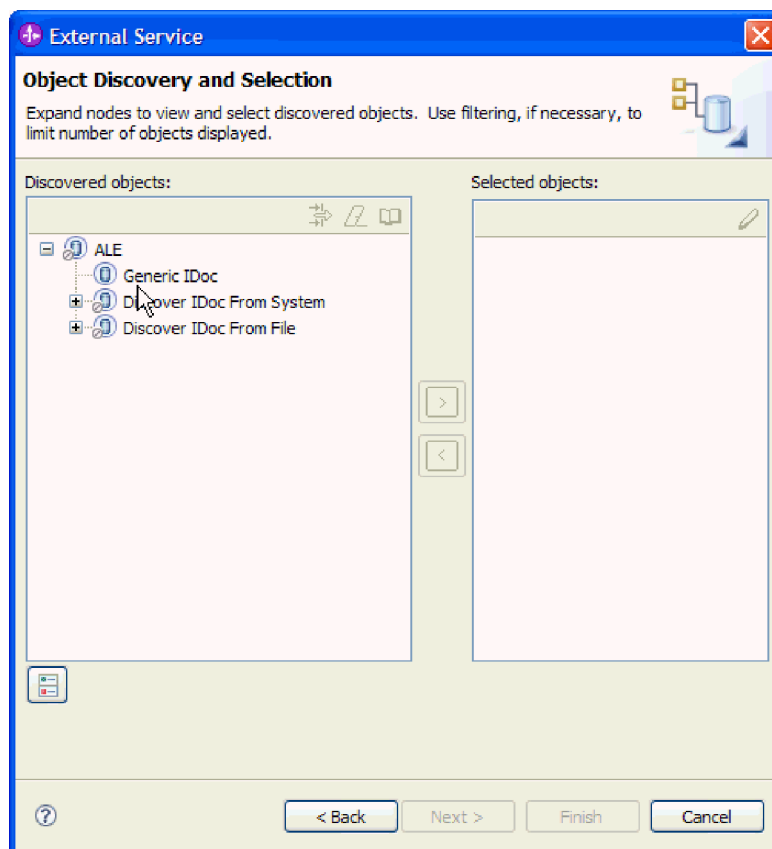 External Service
Object Discovery and Selection
Expand nodes to view and select discovered objects. Use filtering, if necessary, to
limit number of objects displayed.
Discovered objects:
Selected objects:
ALE
Generic IDoc
Discover IDoc From System
Discover IDoc From File
>
<
?
< Back
Next >
Finish
Cancel